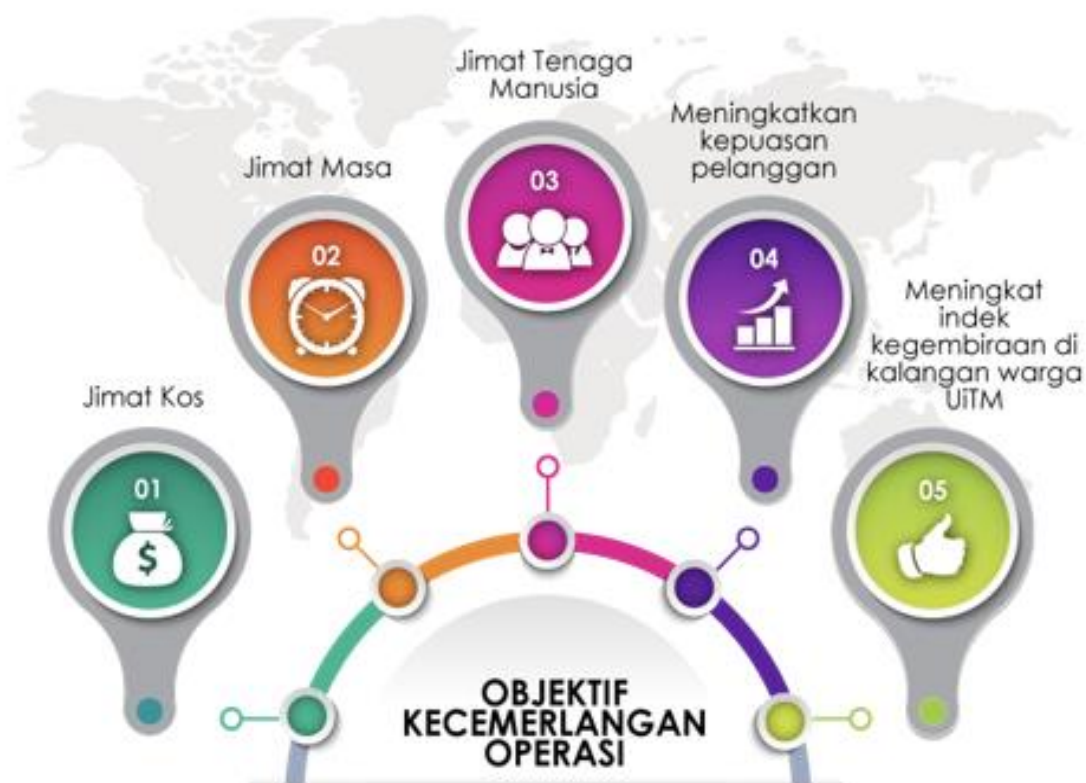 Jimat Kos
01
$
Jimat Masa
02
Jimat Tenaga
Manusia
03
Meningkatkan
kepuasan
pelanggan
04
Meningkat
indek
kegembiraan di
kalangan warga
UiTM
05
OBJEKTIF
KECEMERLANGAN
OPERASI